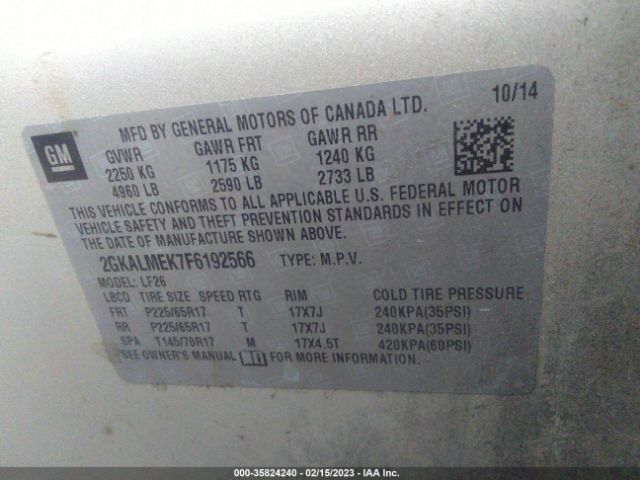 GM
10/14
MFD BY GENERAL MOTORS OF CANADA LTD.
GVWR GAWR FRT GAWR RR
2250 KG 1175 KG 1240 KG
4960 LB 2590 LB 2733 LB
THIS VEHICLE CONFORMS TO ALL APPLICABLE U.S. FEDERAL MOTOR
VEHICLE SAFETY AND THEFT PREVENTION STANDARDS IN EFFECT ON
THE DATE OF MANUFACTURE SHOWN ABOVE.
2GKALMEK7F6192566 TYPE: M.P.V.
MODEL: LF26
LBCD TIRE SIZE SPEED RTG RIM COLD TIRE PRESSURE
FRT P225/65R17 T 17X7J 240KPA(35PSI)
RR P225/65R17 T 17X7J 240KPA(35PSI)
SPA T145/70R17 M 17X4.5T 420KPA(60PSI)
SEE OWNER'S MANUAL FOR MORE INFORMATION.
000-35824240 - 02/15/2023 - IAA Inc.